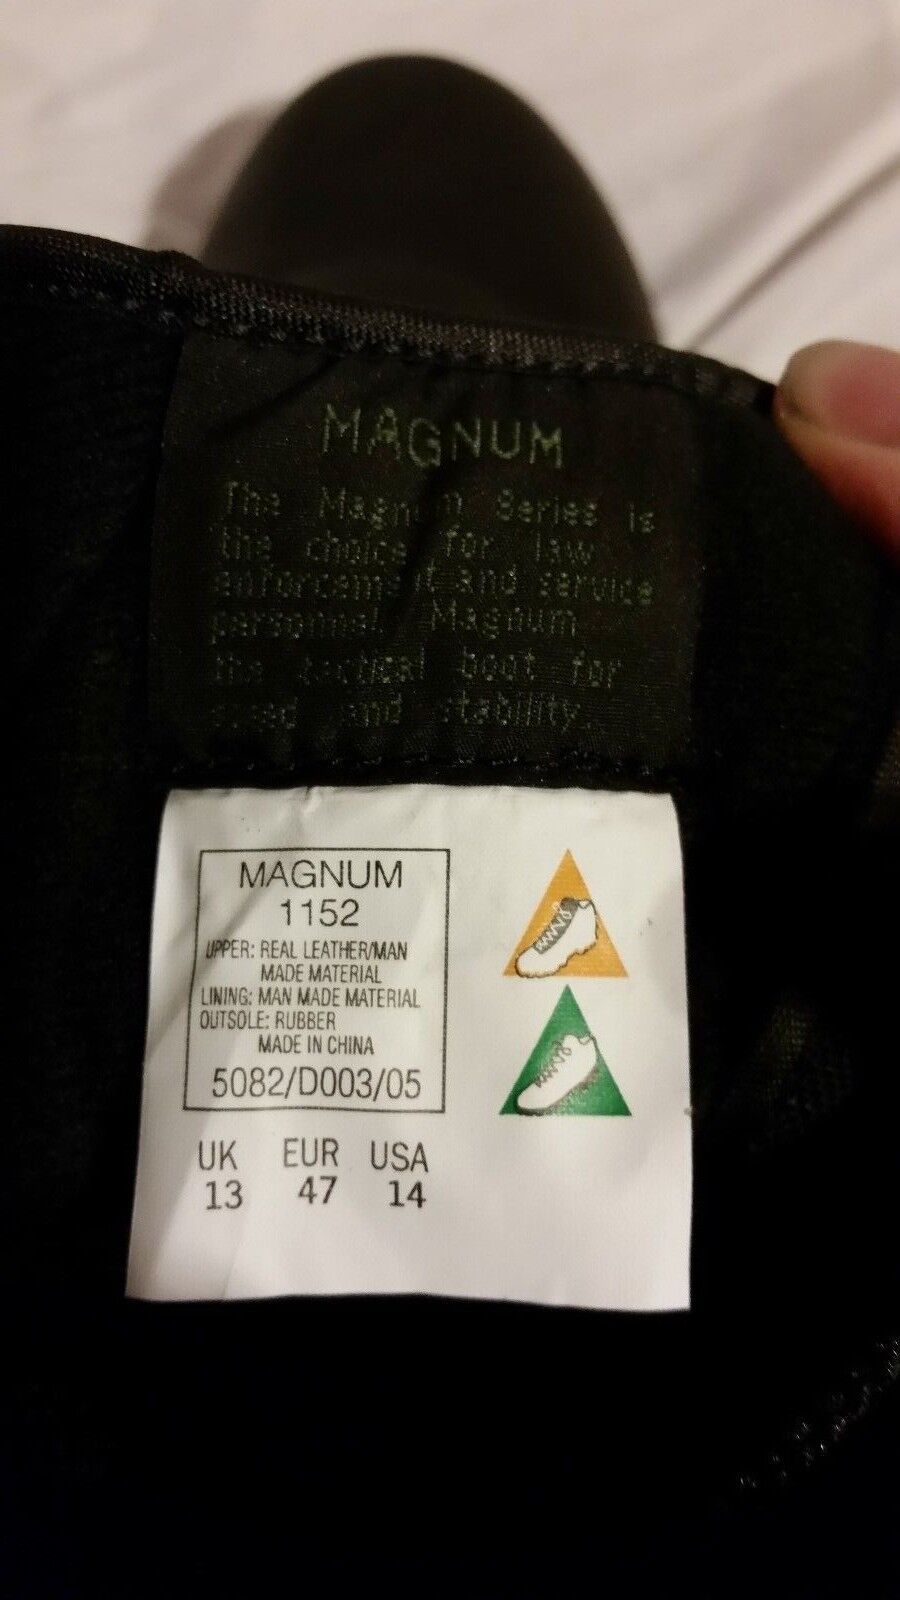 MAGNUM
The Magnum Series is
the choice for law
enforcement and service
personnel. Magnum
the tactical boot for
speed and stability.
MAGNUM
1152
UPPER: REAL LEATHER/MAN
MADE MATERIAL
LINING: MAN MADE MATERIAL
OUTSOLE: RUBBER
MADE IN CHINA
5082/D003/05
UK EUR USA
13 47 14